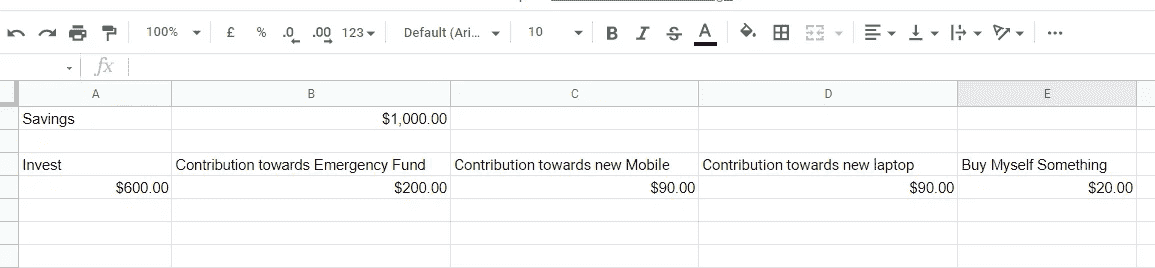 100% £ % .0 .00 123 Default (Ari... 10 B I S A ...
fx
A B C D E
Savings $1,000.00
Invest Contribution towards Emergency Fund Contribution towards new Mobile Contribution towards new laptop Buy Myself Something
$600.00 $200.00 $90.00 $90.00 $20.00